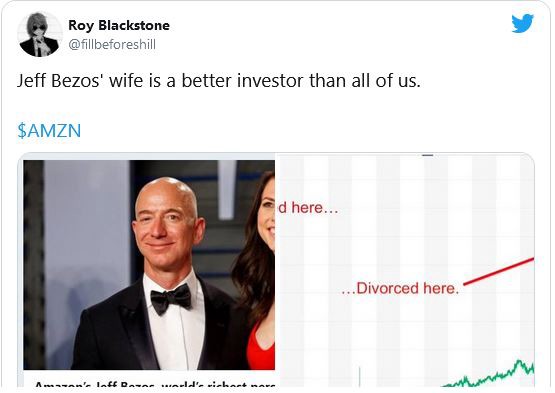 Roy Blackstone
@fillbeforeshill
Jeff Bezos' wife is a better investor than all of us.
$AMZN
d here...
...Divorced here.
Amazon's Jeff Bezos, world's richest pers